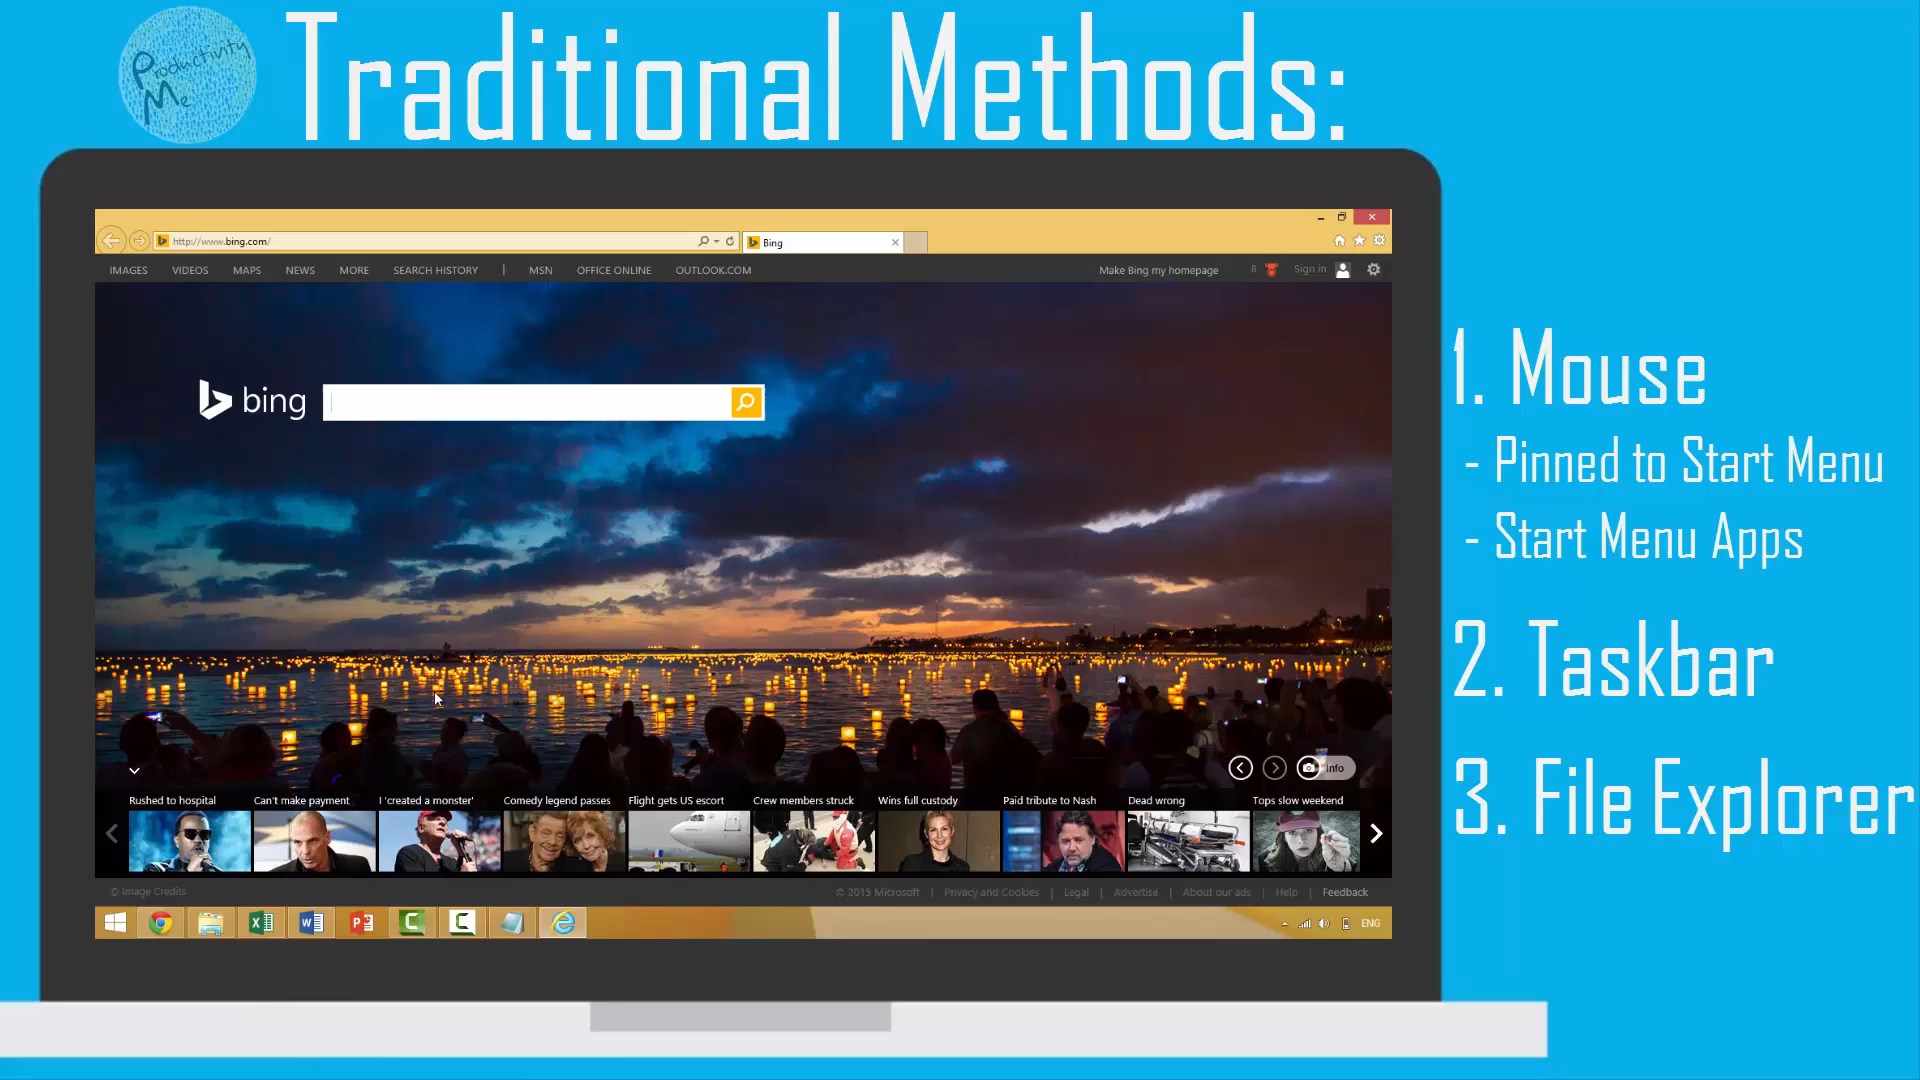 Productivity
Me
Traditional Methods:
http://www.bing.com/
Bing
IMAGES VIDEOS MAPS NEWS MORE SEARCH HISTORY | MSN OFFICE ONLINE OUTLOOK.COM
Make Bing my homepage 8 Sign in
bing
1. Mouse
- Pinned to Start Menu
- Start Menu Apps
2. Taskbar
3. File Explorer
Info
Rushed to hospital
Can't make payment
I 'created a monster'
Comedy legend passes
Flight gets US escort
Crew members struck
Wins full custody
Paid tribute to Nash
Dead wrong
Tops slow weekend
© Image Credits
© 2015 Microsoft | Privacy and Cookies | Legal | Advertise | About our ads | Help | Feedback
ENG